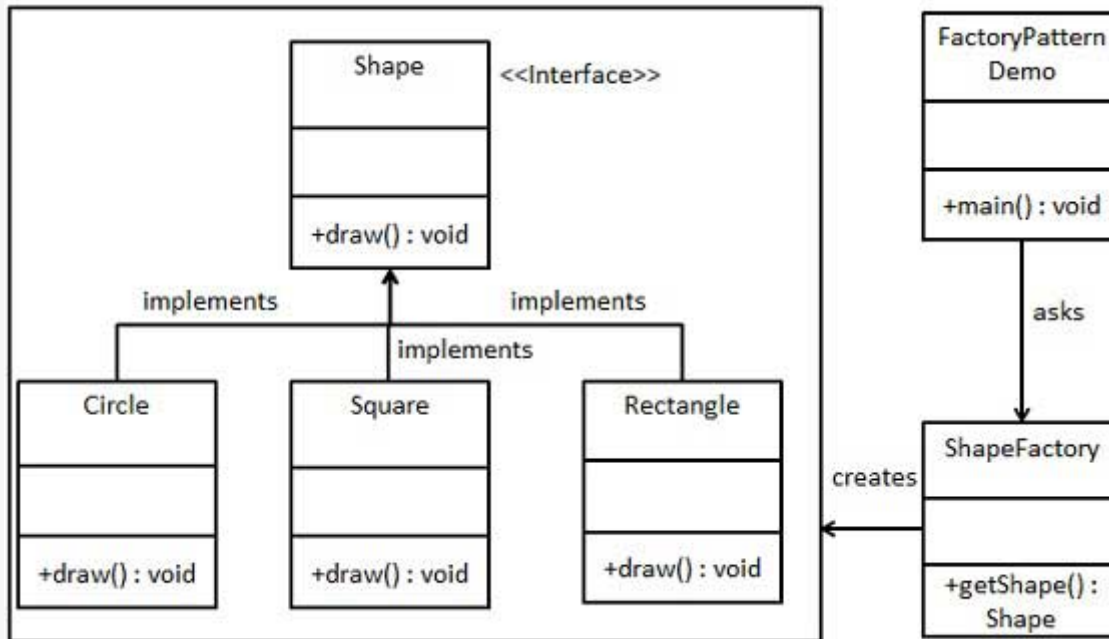 Shape
<<Interface>>
+draw() : void
implements
implements
implements
Circle
+draw() : void
Square
+draw() : void
Rectangle
+draw() : void
FactoryPattern
Demo
+main() : void
asks
ShapeFactory
+getShape() :
Shape
creates